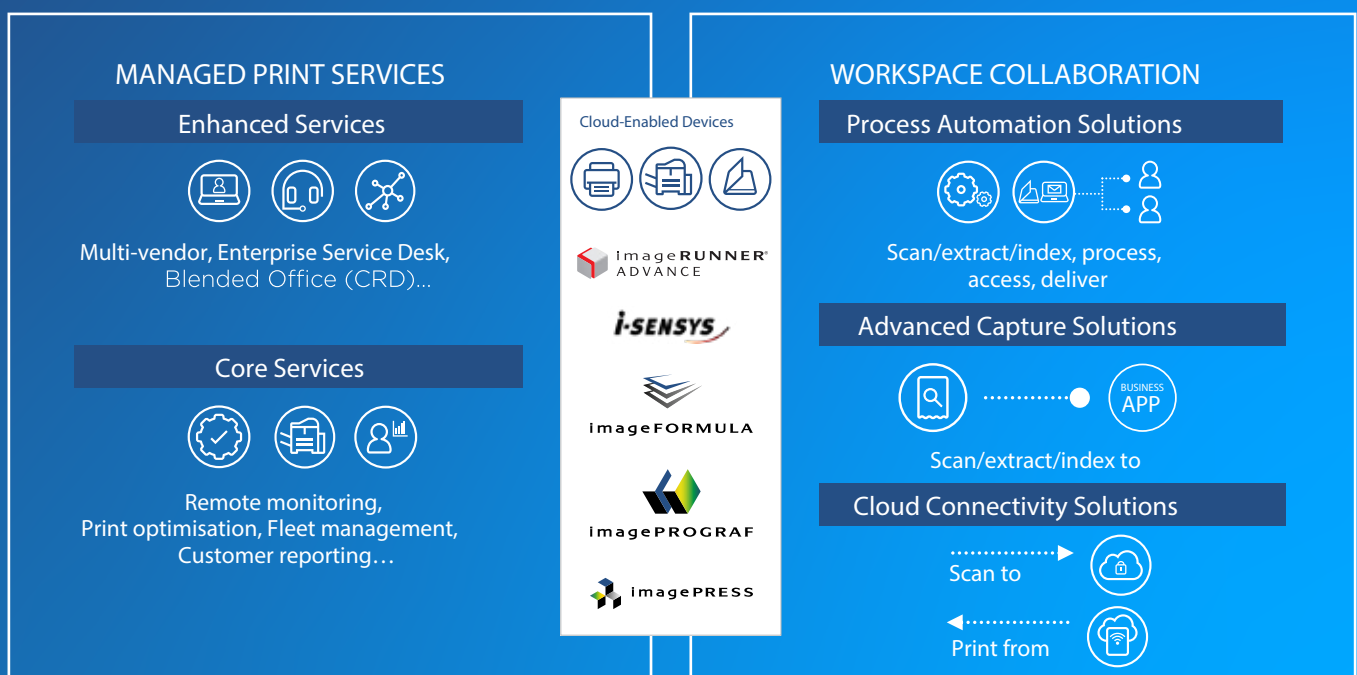 MANAGED PRINT SERVICES
Enhanced Services
Multi-vendor, Enterprise Service Desk,
Blended Office (CRD)...
Core Services
Remote monitoring,
Print optimisation, Fleet management,
Customer reporting…
Cloud-Enabled Devices
imageRUNNER®
ADVANCE
i-SENSYS
imageFORMULA
imagePROGRAF
imagePRESS
WORKSPACE COLLABORATION
Process Automation Solutions
Scan/extract/index, process,
access, deliver
Advanced Capture Solutions
BUSINESS
APP
Scan/extract/index to
Cloud Connectivity Solutions
Scan to
Print from